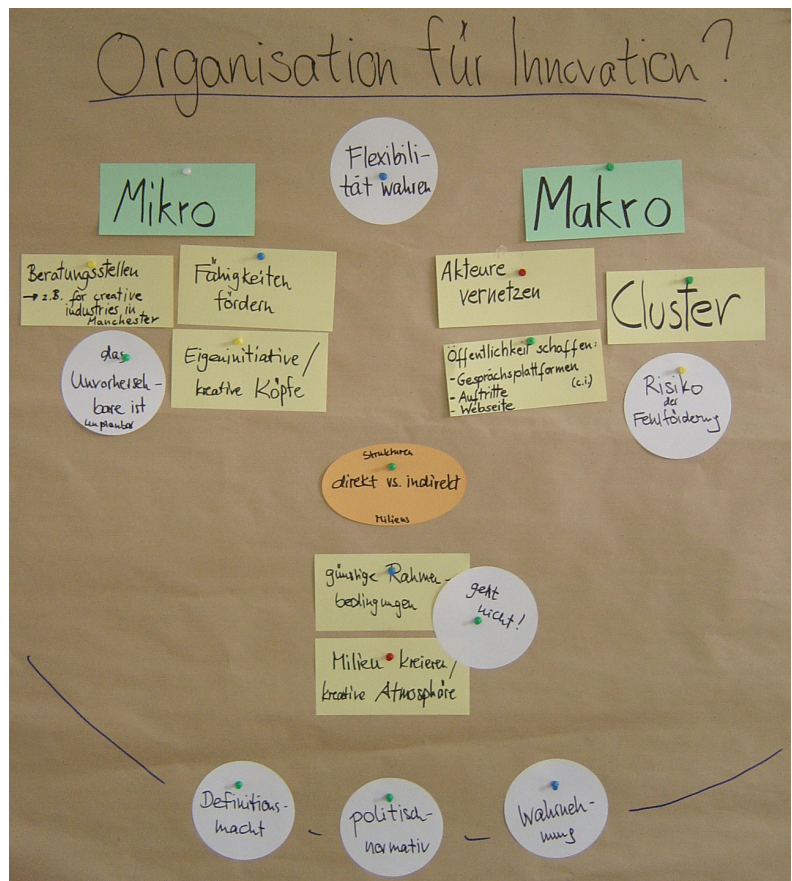 Organisation für Innovation?
Flexibili-
tät wahren
Mikro
Makro
Beratungsstellen
→ z.B. for creative
industries in
Manchester
Fähigkeiten
fördern
Akteure
vernetzen
Cluster
das
Unvorherseh-
bare ist
unplanbar
Eigeninitiative /
kreative Köpfe
Öffentlichkeit schaffen:
- Gesprächsplattformen
- Auftritte (c.i.)
- Webseite
Risiko
der
Fehlförderung
Strukturen
direkt vs. indirekt
Milieus
günstige Rahmen-
bedingungen
geht
nicht!
Milieu kreieren /
kreative Atmosphäre
Definitions-
macht
politisch-
normativ
Wahrneh-
mung